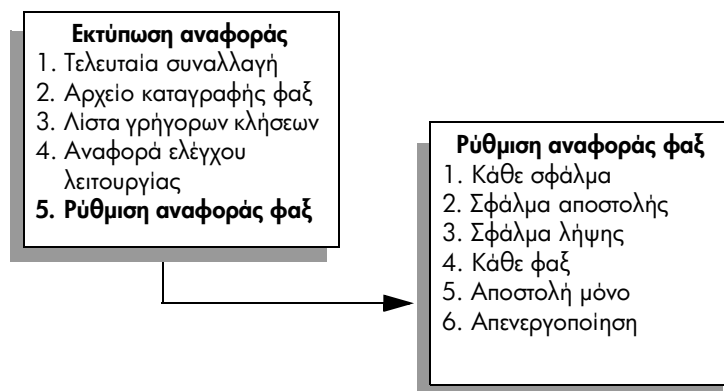 Εκτύπωση αναφοράς
1. Τελευταία συναλλαγή
2. Αρχείο καταγραφής φαξ
3. Λίστα γρήγορων κλήσεων
4. Αναφορά ελέγχου
λειτουργίας
5. Ρύθμιση αναφοράς φαξ
Ρύθμιση αναφοράς φαξ
1. Κάθε σφάλμα
2. Σφάλμα αποστολής
3. Σφάλμα λήψης
4. Κάθε φαξ
5. Αποστολή μόνο
6. Απενεργοποίηση